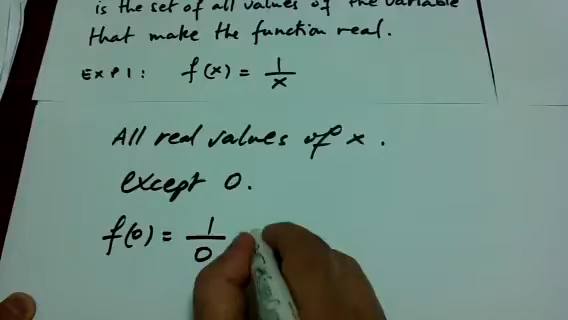 is the set of all values of the variable
that make the function real.
EXP1: f(x) = 1/x
All real values of x.
except 0.
f(0) = 1/0